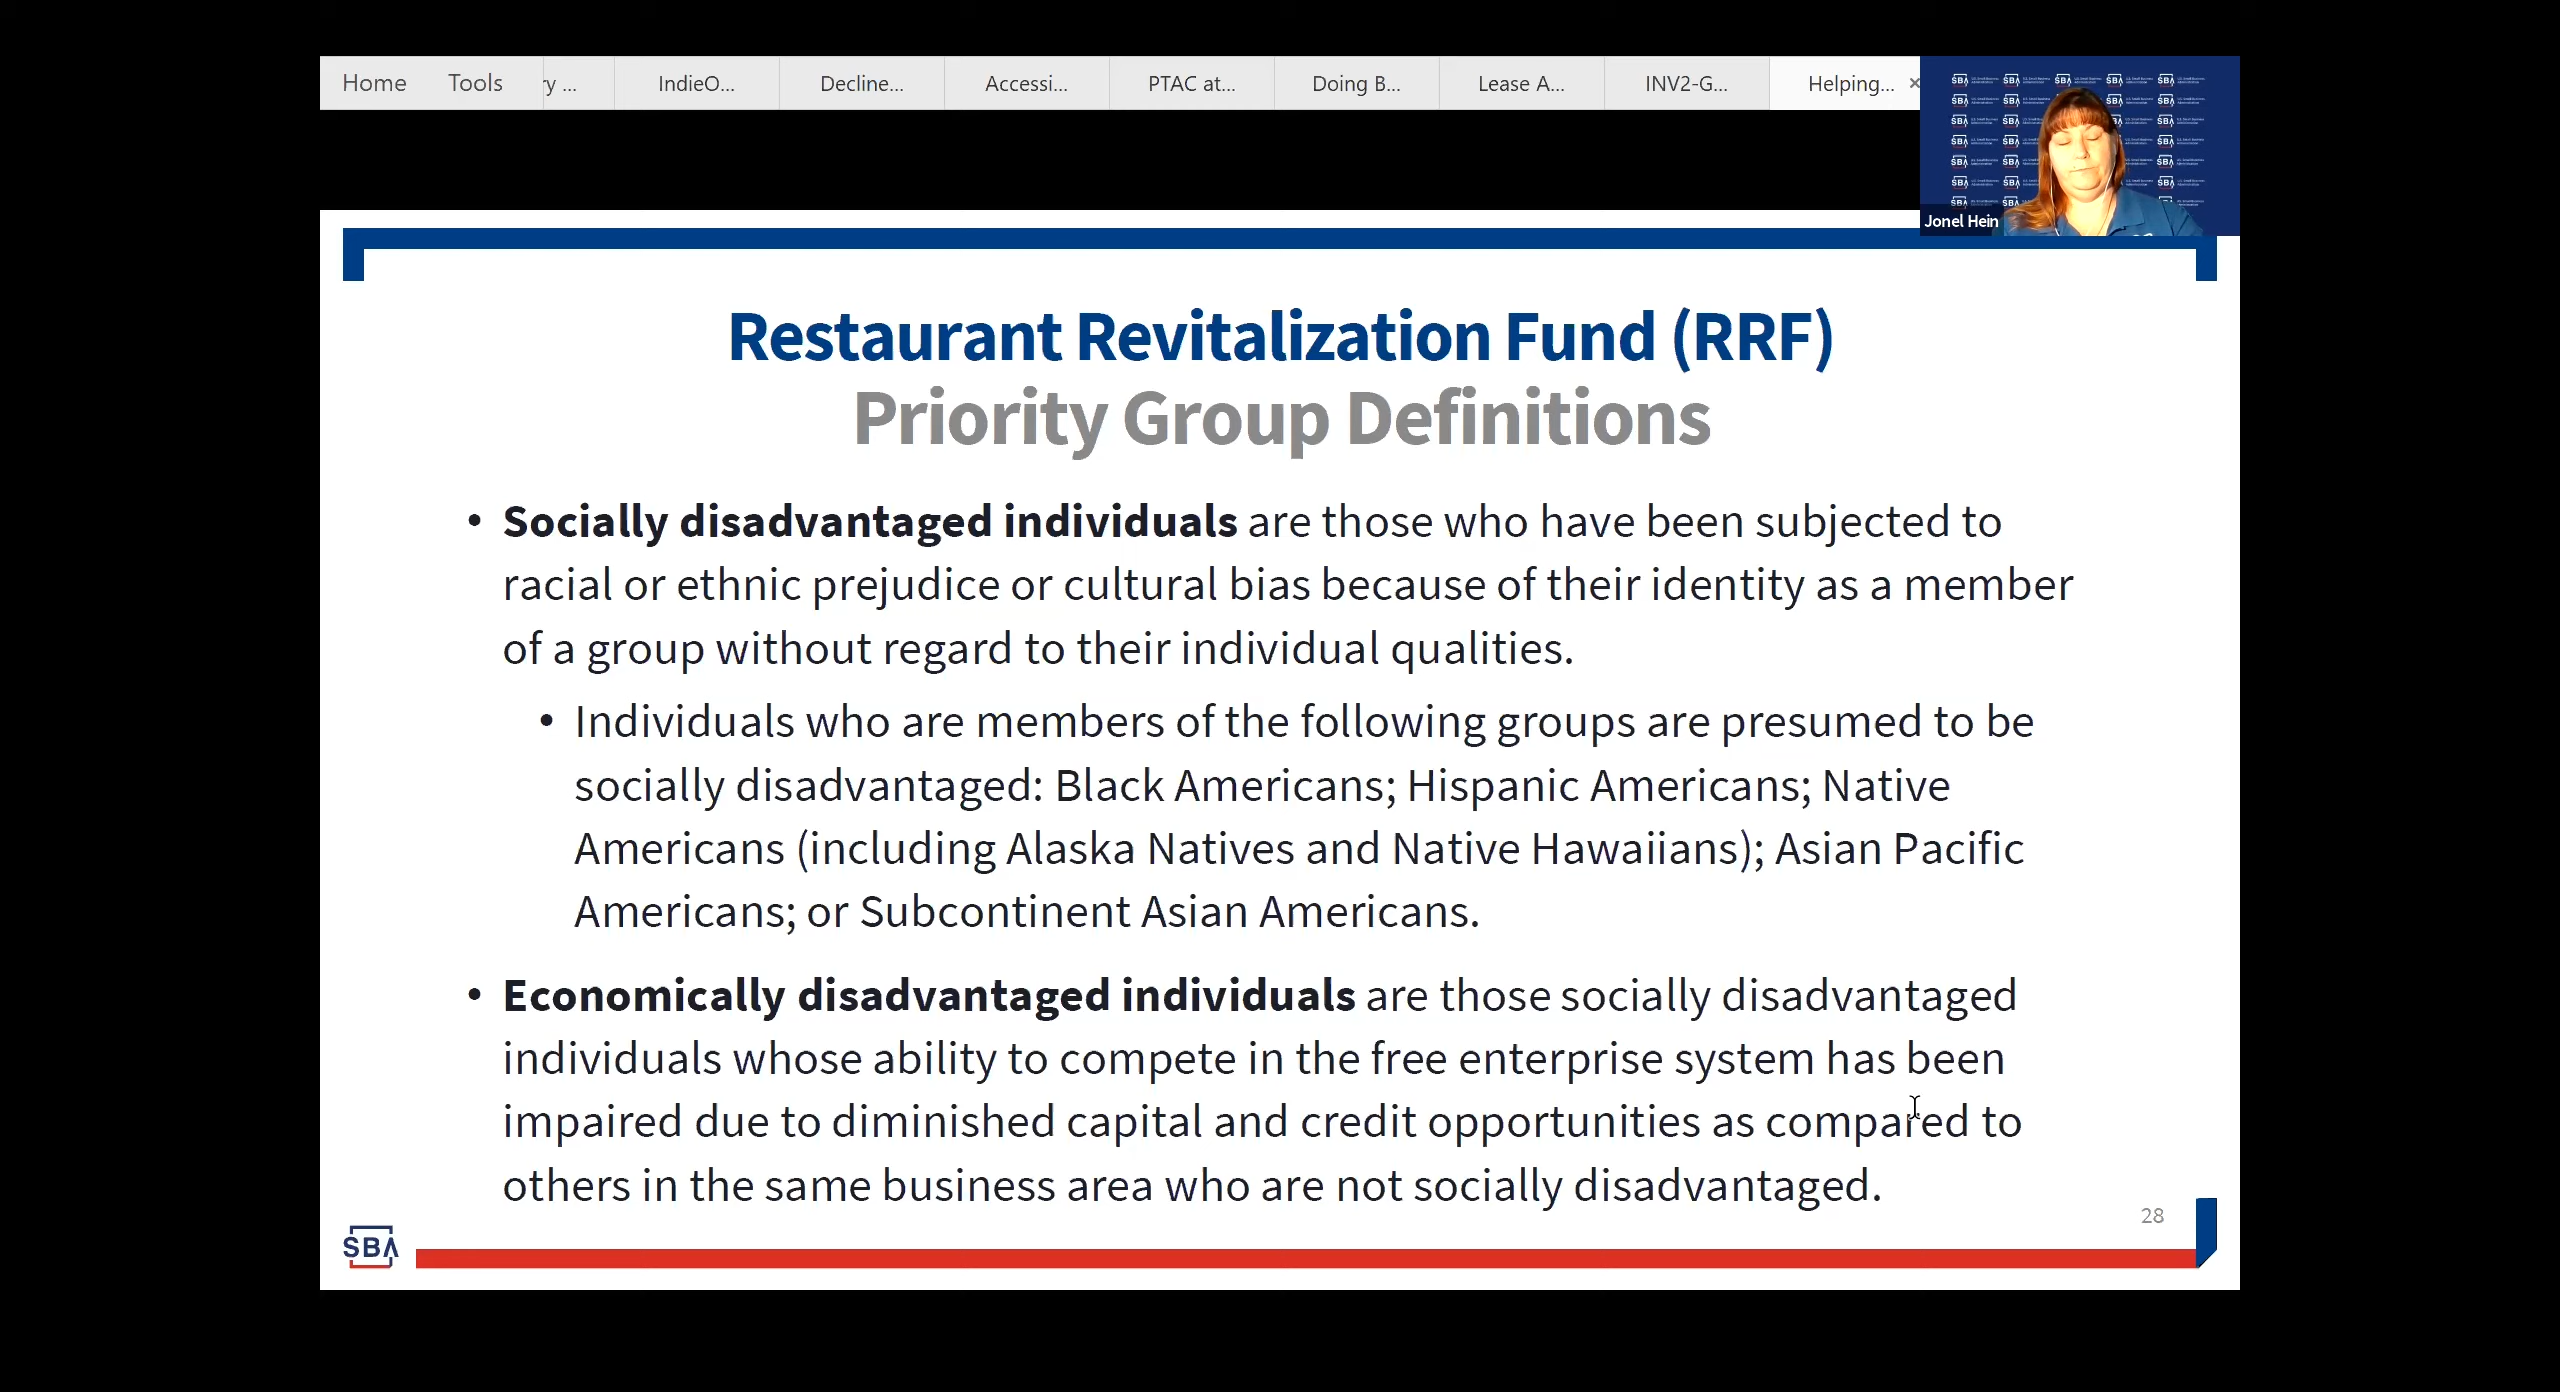 Home Tools ry ... IndieO... Decline... Accessi... PTAC at... Doing B... Lease A... INV2-G... Helping... ×
SBA
Jonel Hein
Restaurant Revitalization Fund (RRF)
Priority Group Definitions
• Socially disadvantaged individuals are those who have been subjected to
racial or ethnic prejudice or cultural bias because of their identity as a member
of a group without regard to their individual qualities.
• Individuals who are members of the following groups are presumed to be
socially disadvantaged: Black Americans; Hispanic Americans; Native
Americans (including Alaska Natives and Native Hawaiians); Asian Pacific
Americans; or Subcontinent Asian Americans.
• Economically disadvantaged individuals are those socially disadvantaged
individuals whose ability to compete in the free enterprise system has been
impaired due to diminished capital and credit opportunities as compared to
others in the same business area who are not socially disadvantaged.
28
SBA